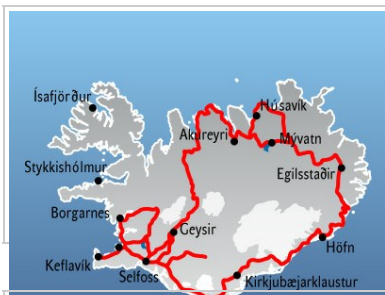 Ísafjörður
Húsavík
Akureyri
Mývatn
Stykkishólmur
Egilsstaðir
Borgarnes
Geysir
Höfn
Keflavík
Selfoss
Kirkjubæjarklaustur